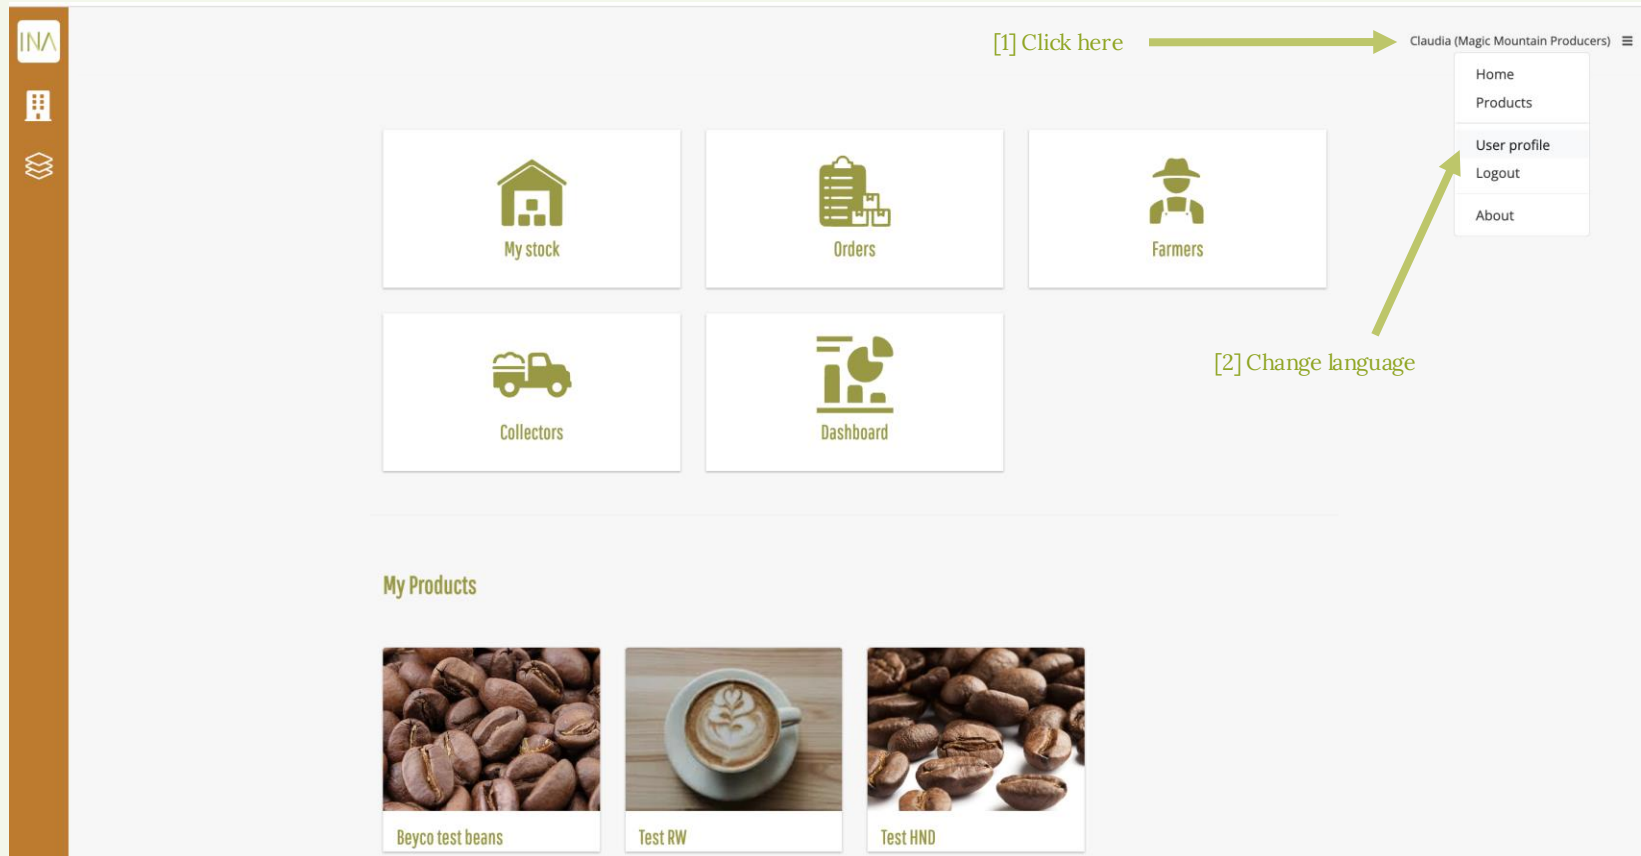 INA
[1] Click here
Claudia (Magic Mountain Producers)
Home
Products
User profile
Logout
About
My stock
Orders
Farmers
[2] Change language
Collectors
Dashboard
My Products
Beyco test beans
Test RW
Test HND